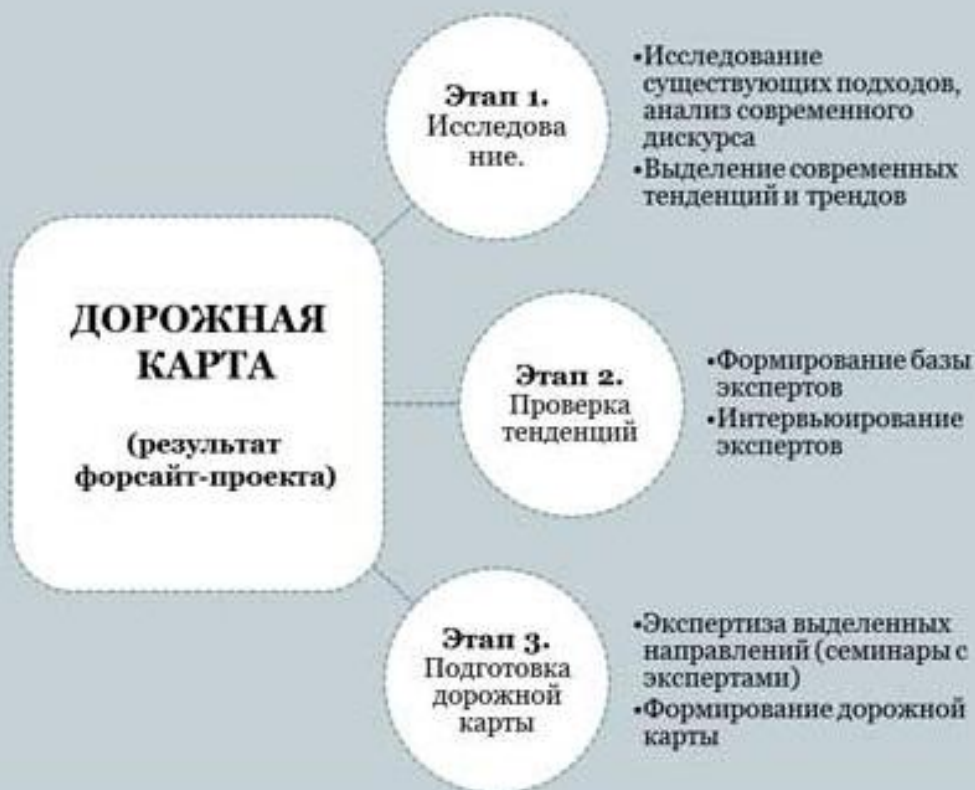 ДОРОЖНАЯ
КАРТА
(результат
форсайт-проекта)
Этап 1.
Исследова
ние.
•Исследование
существующих подходов,
анализ современного
дискурса
•Выделение современных
тенденций и трендов
Этап 2.
Проверка
тенденций
•Формирование базы
экспертов
•Интервьюирование
экспертов
Этап 3.
Подготовка
дорожной
карты
•Экспертиза выделенных
направлений (семинары с
экспертами)
•Формирование дорожной
карты